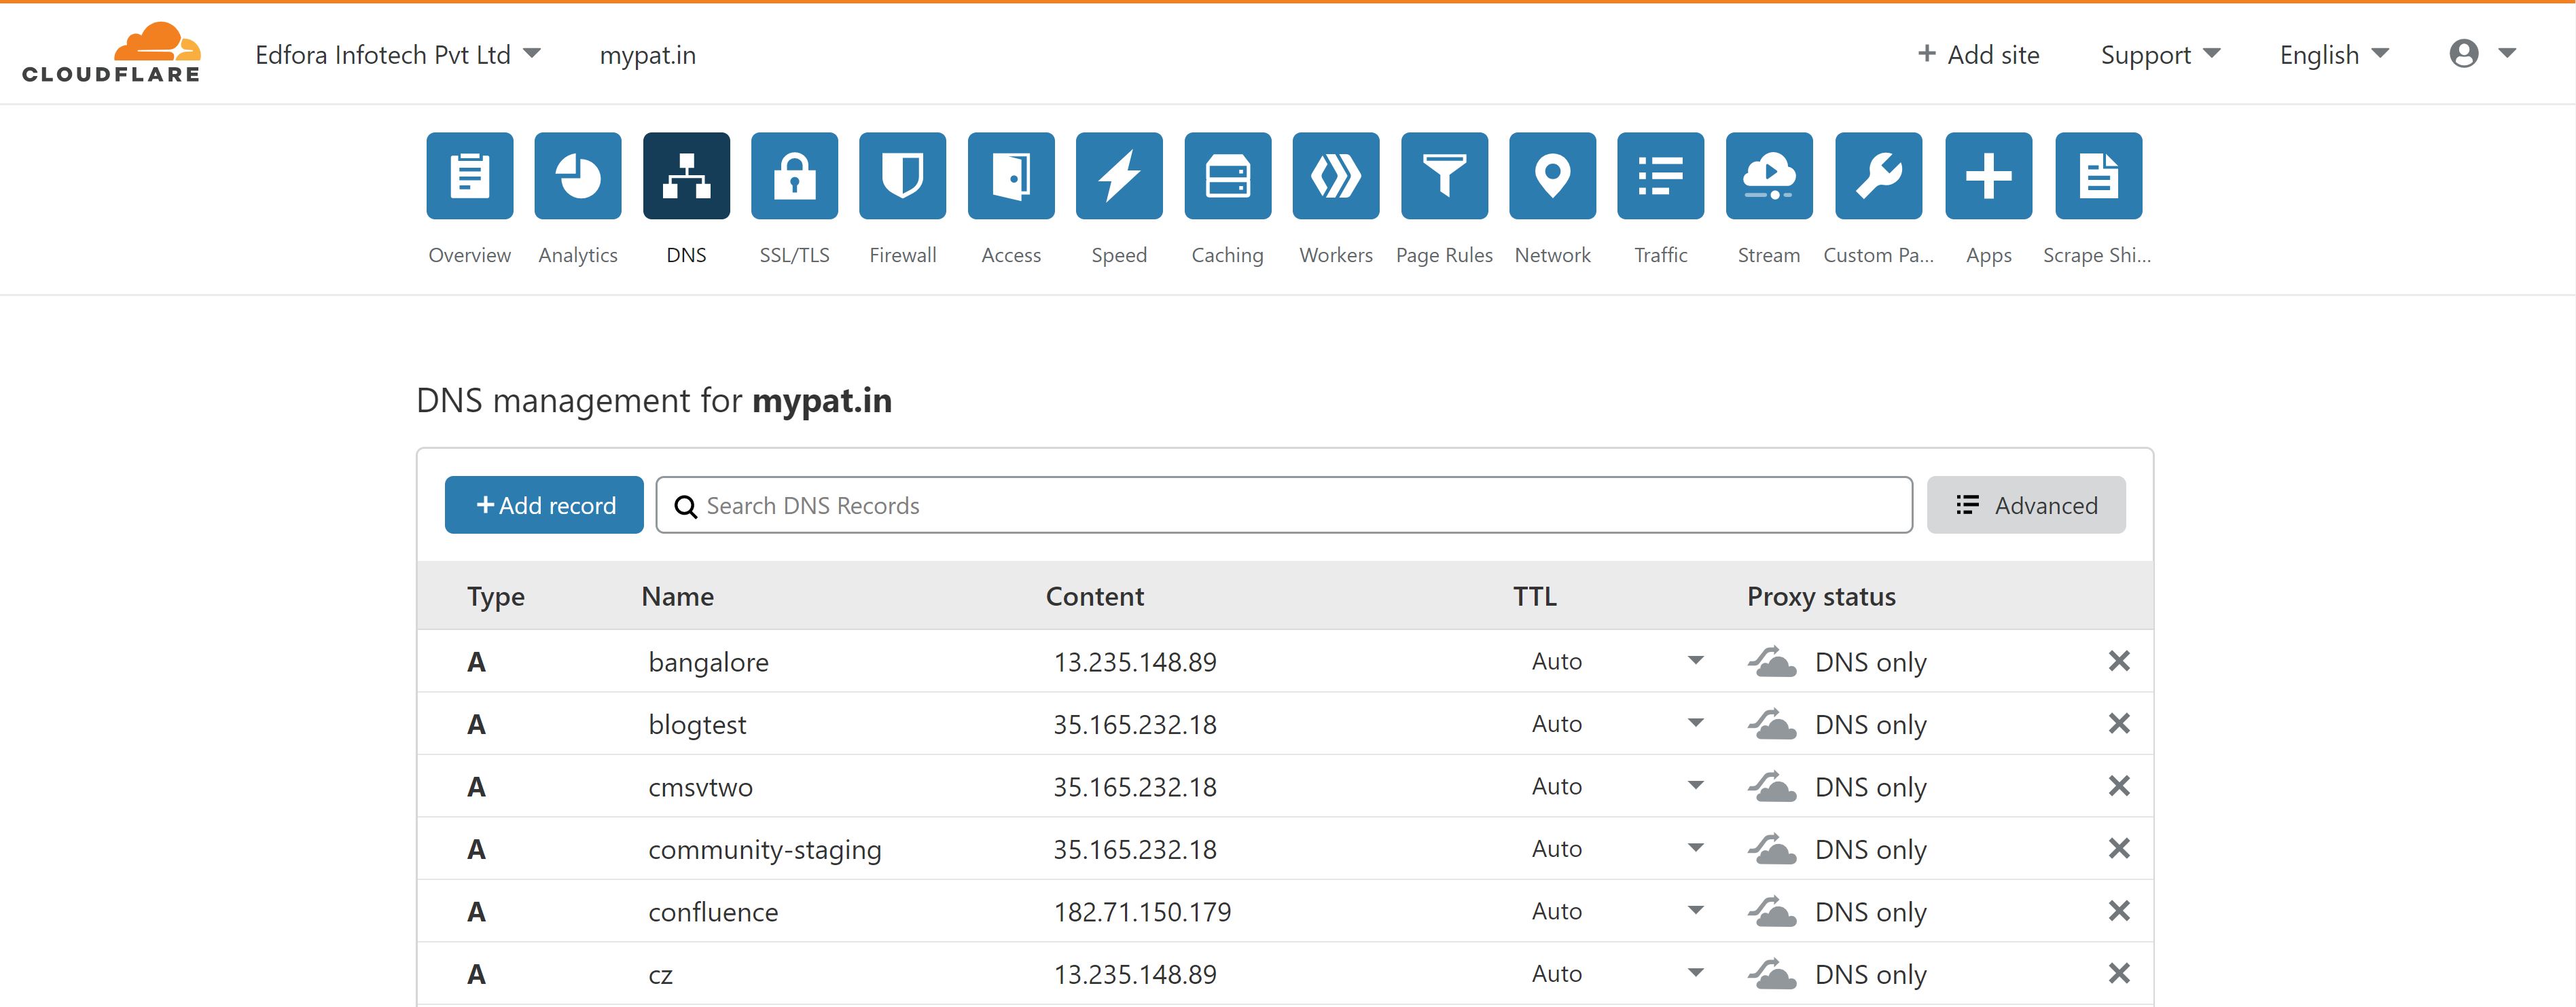 CLOUDFLARE Edfora Infotech Pvt Ltd mypat.in + Add site Support English
Overview Analytics DNS SSL/TLS Firewall Access Speed Caching Workers Page Rules Network Traffic Stream Custom Pa... Apps Scrape Shi...
DNS management for mypat.in
+ Add record Search DNS Records Advanced
Type Name Content TTL Proxy status
A bangalore 13.235.148.89 Auto DNS only
A blogtest 35.165.232.18 Auto DNS only
A cmsvtwo 35.165.232.18 Auto DNS only
A community-staging 35.165.232.18 Auto DNS only
A confluence 182.71.150.179 Auto DNS only
A cz 13.235.148.89 Auto DNS only